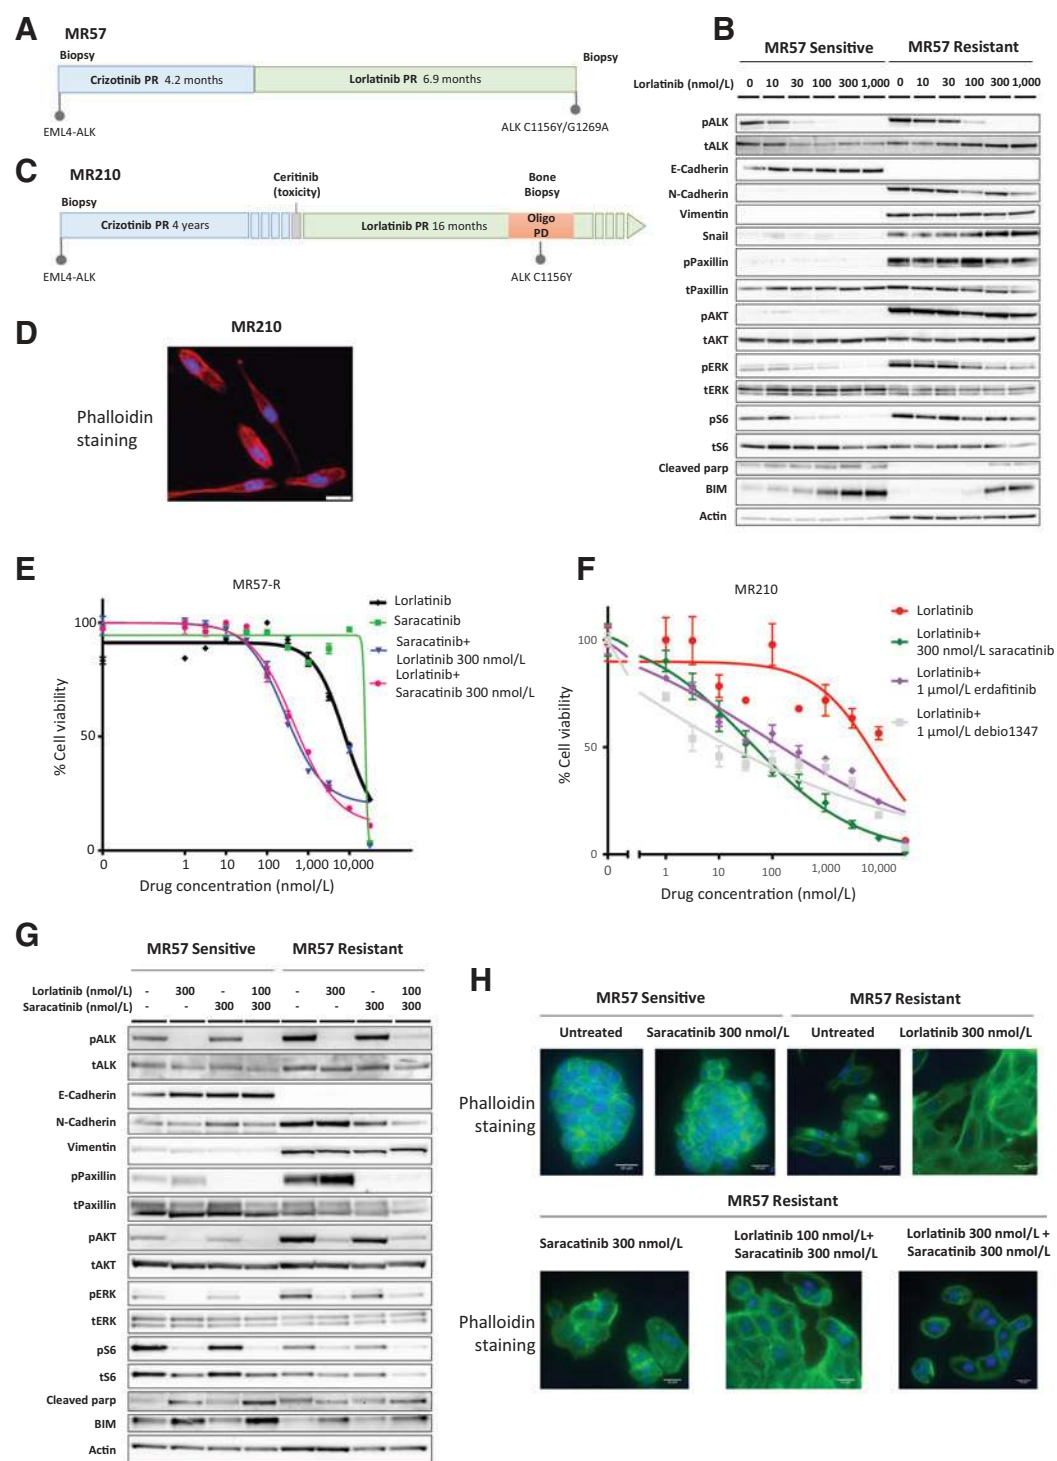 A
MR57
Biopsy
Biopsy
Crizotinib PR 4.2 months
Lorlatinib PR 6.9 months
EML4-ALK
ALK C1156Y/G1269A
B
MR57 Sensitive
MR57 Resistant
Lorlatinib (nmol/L)
0 10 30 100 300 1,000 0 10 30 100 300 1,000
pALK
tALK
E-Cadherin
N-Cadherin
Vimentin
Snail
pPaxillin
tPaxillin
pAKT
tAKT
pERK
tERK
pS6
tS6
Cleaved parp
BIM
Actin
C
MR210
Biopsy
Ceritinib
(toxicity)
Bone
Biopsy
Crizotinib PR 4 years
Lorlatinib PR 16 months
Oligo
PD
EML4-ALK
ALK C1156Y
D
MR210
Phalloidin
staining
E
MR57-R
% Cell viability
100
50
0
0 1 10 100 1,000 10,000
Drug concentration (nmol/L)
Lorlatinib
Saracatinib
Saracatinib+
Lorlatinib 300 nmol/L
Lorlatinib+
Saracatinib 300 nmol/L
F
MR210
% Cell viability
100
50
0
0 1 10 100 1,000 10,000
Drug concentration (nmol/L)
Lorlatinib
Lorlatinib+
300 nmol/L saracatinib
Lorlatinib+
1 μmol/L erdafitinib
Lorlatinib+
1 μmol/L debio1347
G
MR57 Sensitive
MR57 Resistant
Lorlatinib (nmol/L) - 300 - 100 - 300 - 100
Saracatinib (nmol/L) - - 300 300 - - 300 300
pALK
tALK
E-Cadherin
N-Cadherin
Vimentin
pPaxillin
tPaxillin
pAKT
tAKT
pERK
tERK
pS6
tS6
Cleaved parp
BIM
Actin
H
MR57 Sensitive
MR57 Resistant
Untreated
Saracatinib 300 nmol/L
Untreated
Lorlatinib 300 nmol/L
Phalloidin
staining
MR57 Resistant
Saracatinib 300 nmol/L
Lorlatinib 100 nmol/L+
Saracatinib 300 nmol/L
Lorlatinib 300 nmol/L +
Saracatinib 300 nmol/L
Phalloidin
staining